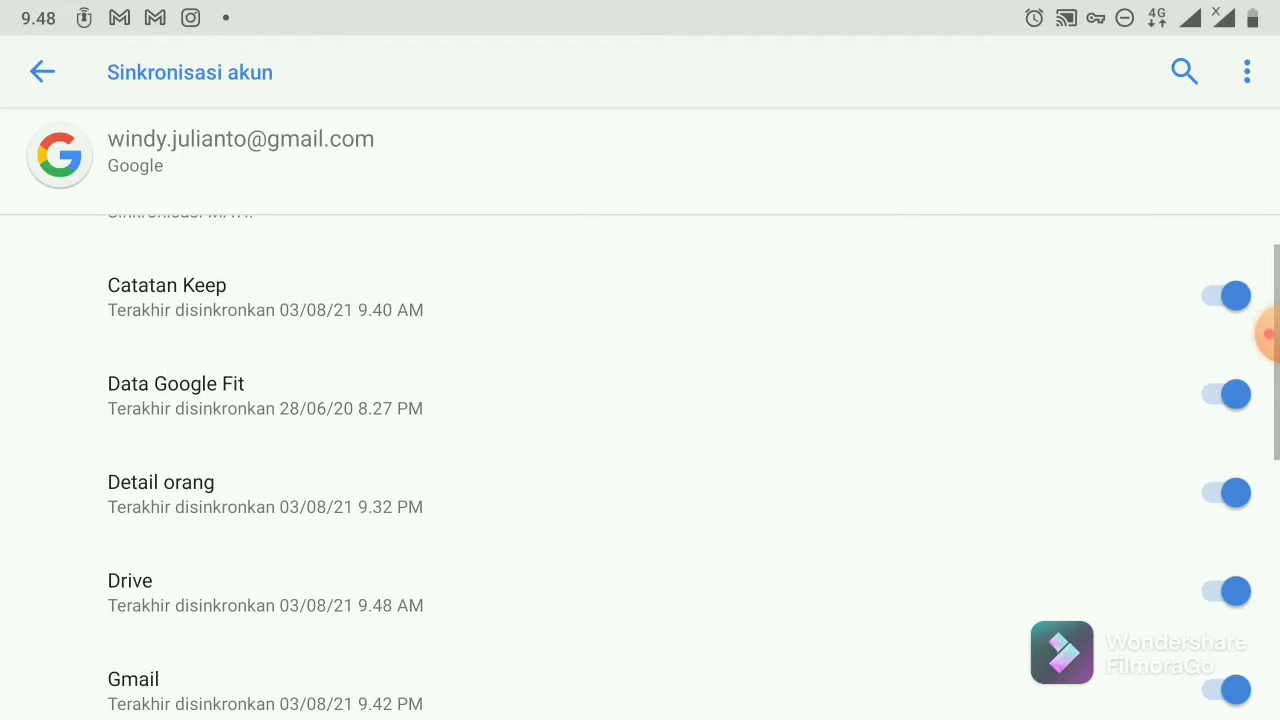 9.48
4G
Sinkronisasi akun
windy.julianto@gmail.com
Google
Catatan Keep
Terakhir disinkronkan 03/08/21 9.40 AM
Data Google Fit
Terakhir disinkronkan 28/06/20 8.27 PM
Detail orang
Terakhir disinkronkan 03/08/21 9.32 PM
Drive
Terakhir disinkronkan 03/08/21 9.48 AM
Gmail
Terakhir disinkronkan 03/08/21 9.42 PM
Wondershare
FilmoraGo